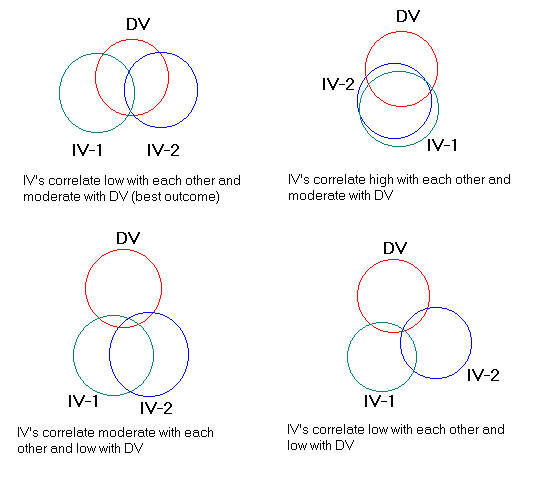 DV
IV-1
IV-2
IV's correlate low with each other and
moderate with DV (best outcome)
DV
IV-2
IV-1
IV's correlate high with each other and
moderate with DV
DV
IV-1
IV-2
IV's correlate moderate with each
other and low with DV
DV
IV-2
IV-1
IV's correlate low with each other and
low with DV